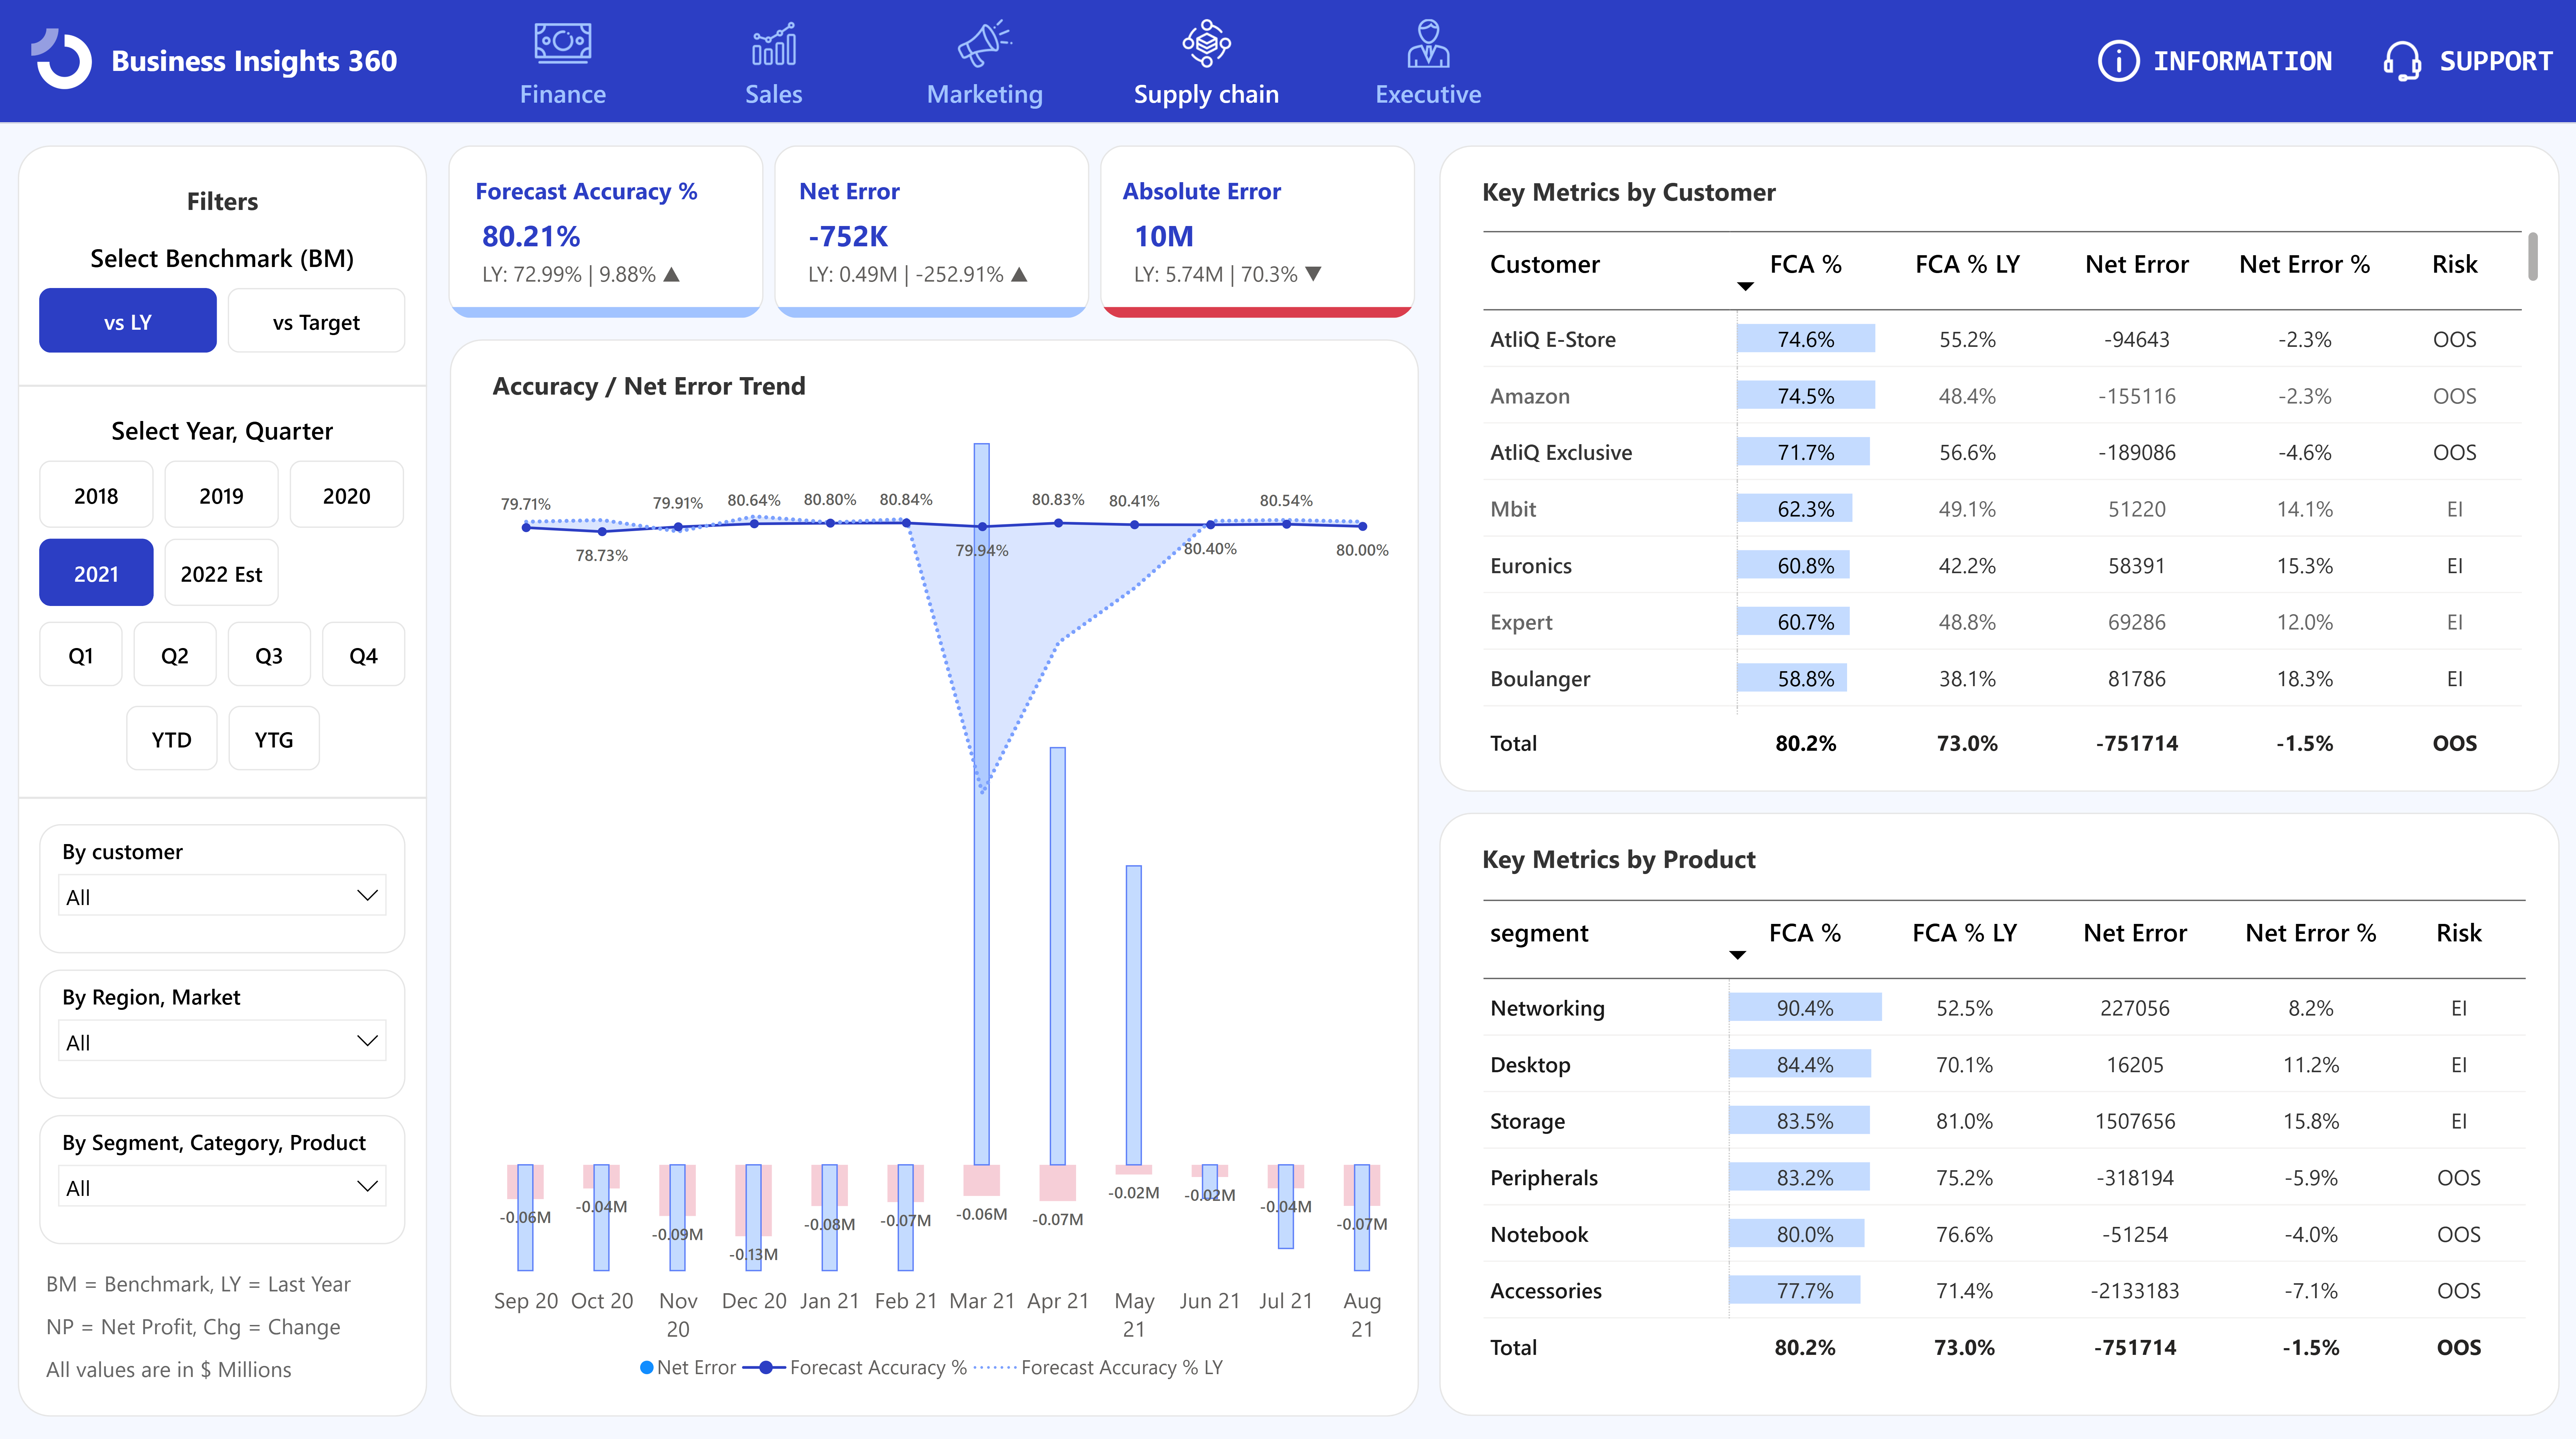 Business Insights 360
Finance
Sales
Marketing
Supply chain
Executive
INFORMATION
SUPPORT
Filters
Select Benchmark (BM)
vs LY
vs Target
Select Year, Quarter
2018
2019
2020
2021
2022 Est
Q1
Q2
Q3
Q4
YTD
YTG
By customer
All
By Region, Market
All
By Segment, Category, Product
All
BM = Benchmark, LY = Last Year
NP = Net Profit, Chg = Change
All values are in $ Millions
Forecast Accuracy %
80.21%
LY: 72.99% | 9.88% ▲
Net Error
-752K
LY: 0.49M | -252.91% ▲
Absolute Error
10M
LY: 5.74M | 70.3% ▼
Accuracy / Net Error Trend
79.71%
78.73%
79.91%
80.64%
80.80%
80.84%
79.94%
80.83%
80.41%
80.40%
80.54%
80.00%
-0.06M
-0.04M
-0.09M
-0.13M
-0.08M
-0.07M
-0.06M
-0.07M
-0.02M
-0.02M
-0.04M
-0.07M
Sep 20
Oct 20
Nov
20
Dec 20
Jan 21
Feb 21
Mar 21
Apr 21
May
21
Jun 21
Jul 21
Aug
21
Net Error
Forecast Accuracy %
Forecast Accuracy % LY
Key Metrics by Customer
Customer FCA % FCA % LY Net Error Net Error % Risk
AtliQ E-Store 74.6% 55.2% -94643 -2.3% OOS
Amazon 74.5% 48.4% -155116 -2.3% OOS
AtliQ Exclusive 71.7% 56.6% -189086 -4.6% OOS
Mbit 62.3% 49.1% 51220 14.1% EI
Euronics 60.8% 42.2% 58391 15.3% EI
Expert 60.7% 48.8% 69286 12.0% EI
Boulanger 58.8% 38.1% 81786 18.3% EI
Total 80.2% 73.0% -751714 -1.5% OOS
Key Metrics by Product
segment FCA % FCA % LY Net Error Net Error % Risk
Networking 90.4% 52.5% 227056 8.2% EI
Desktop 84.4% 70.1% 16205 11.2% EI
Storage 83.5% 81.0% 1507656 15.8% EI
Peripherals 83.2% 75.2% -318194 -5.9% OOS
Notebook 80.0% 76.6% -51254 -4.0% OOS
Accessories 77.7% 71.4% -2133183 -7.1% OOS
Total 80.2% 73.0% -751714 -1.5% OOS